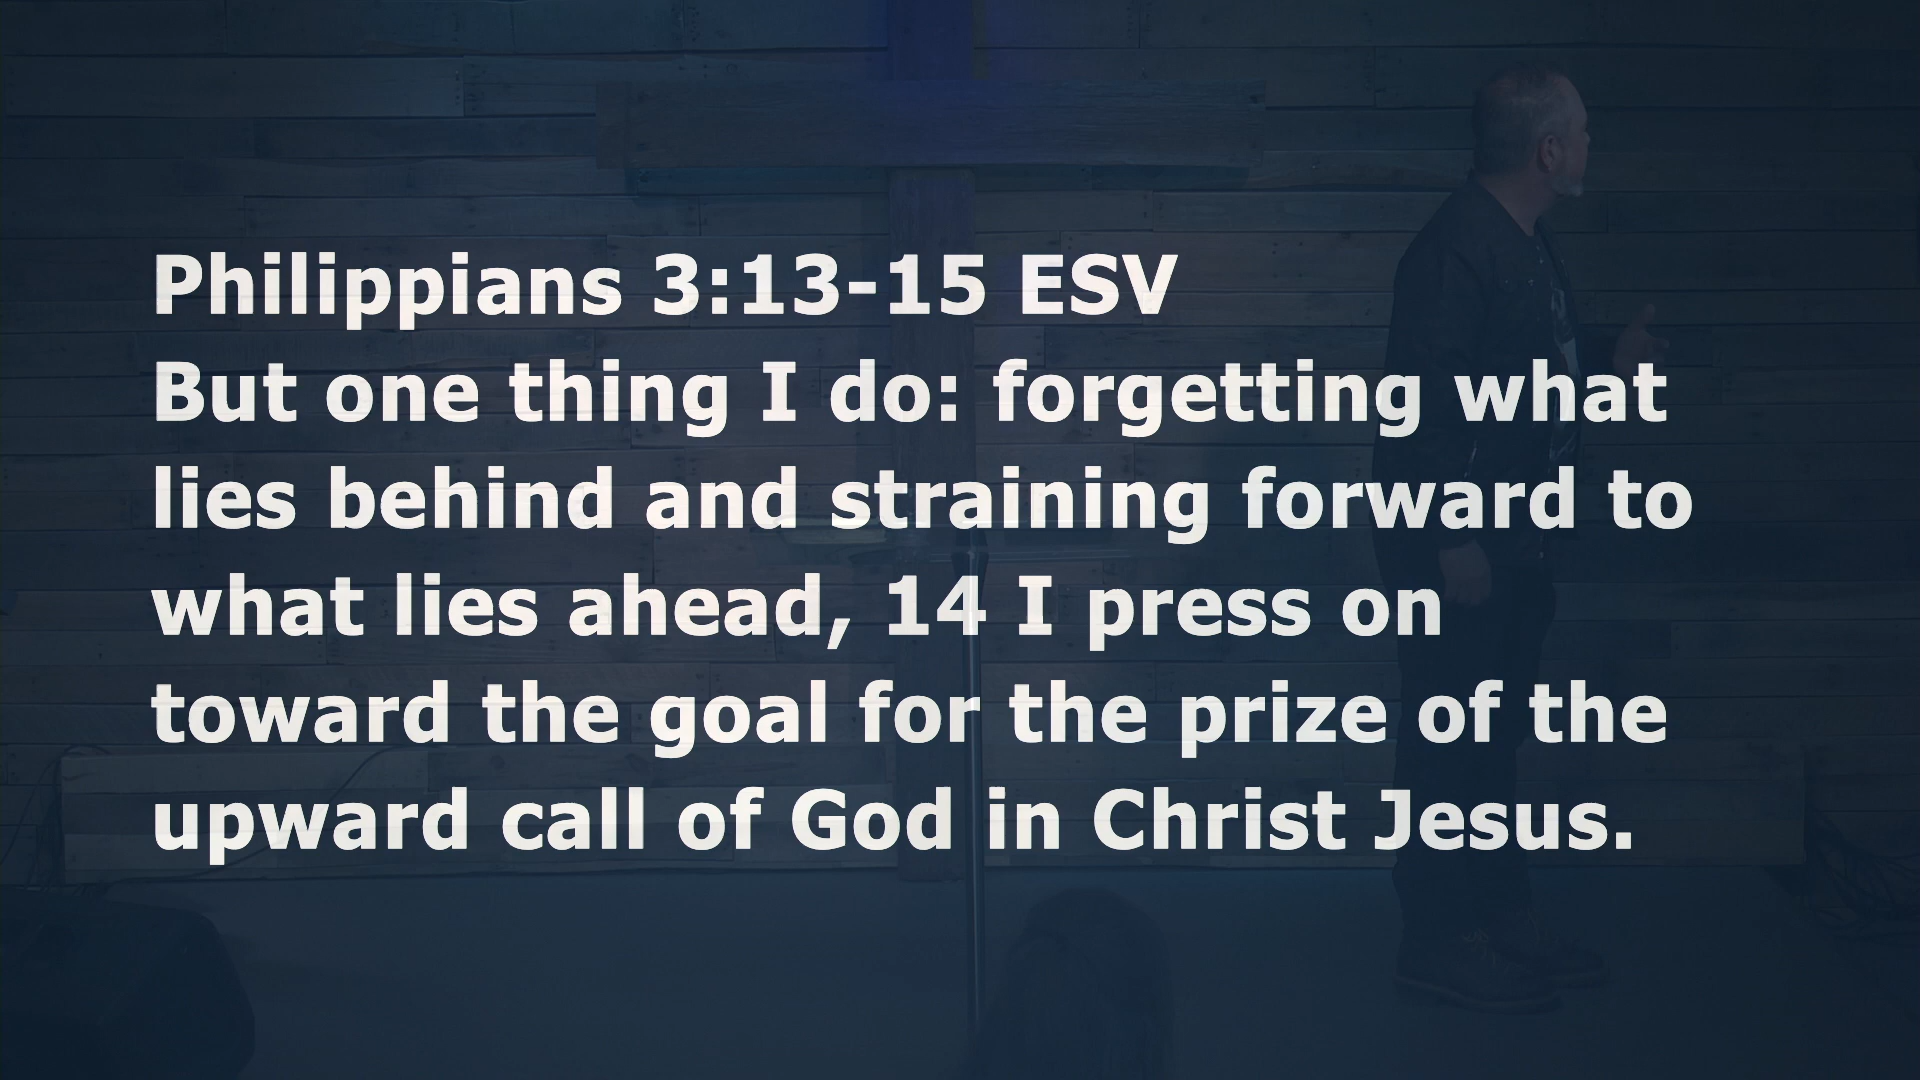 Philippians 3:13-15 ESV
But one thing I do: forgetting what
lies behind and straining forward to
what lies ahead, 14 I press on
toward the goal for the prize of the
upward call of God in Christ Jesus.